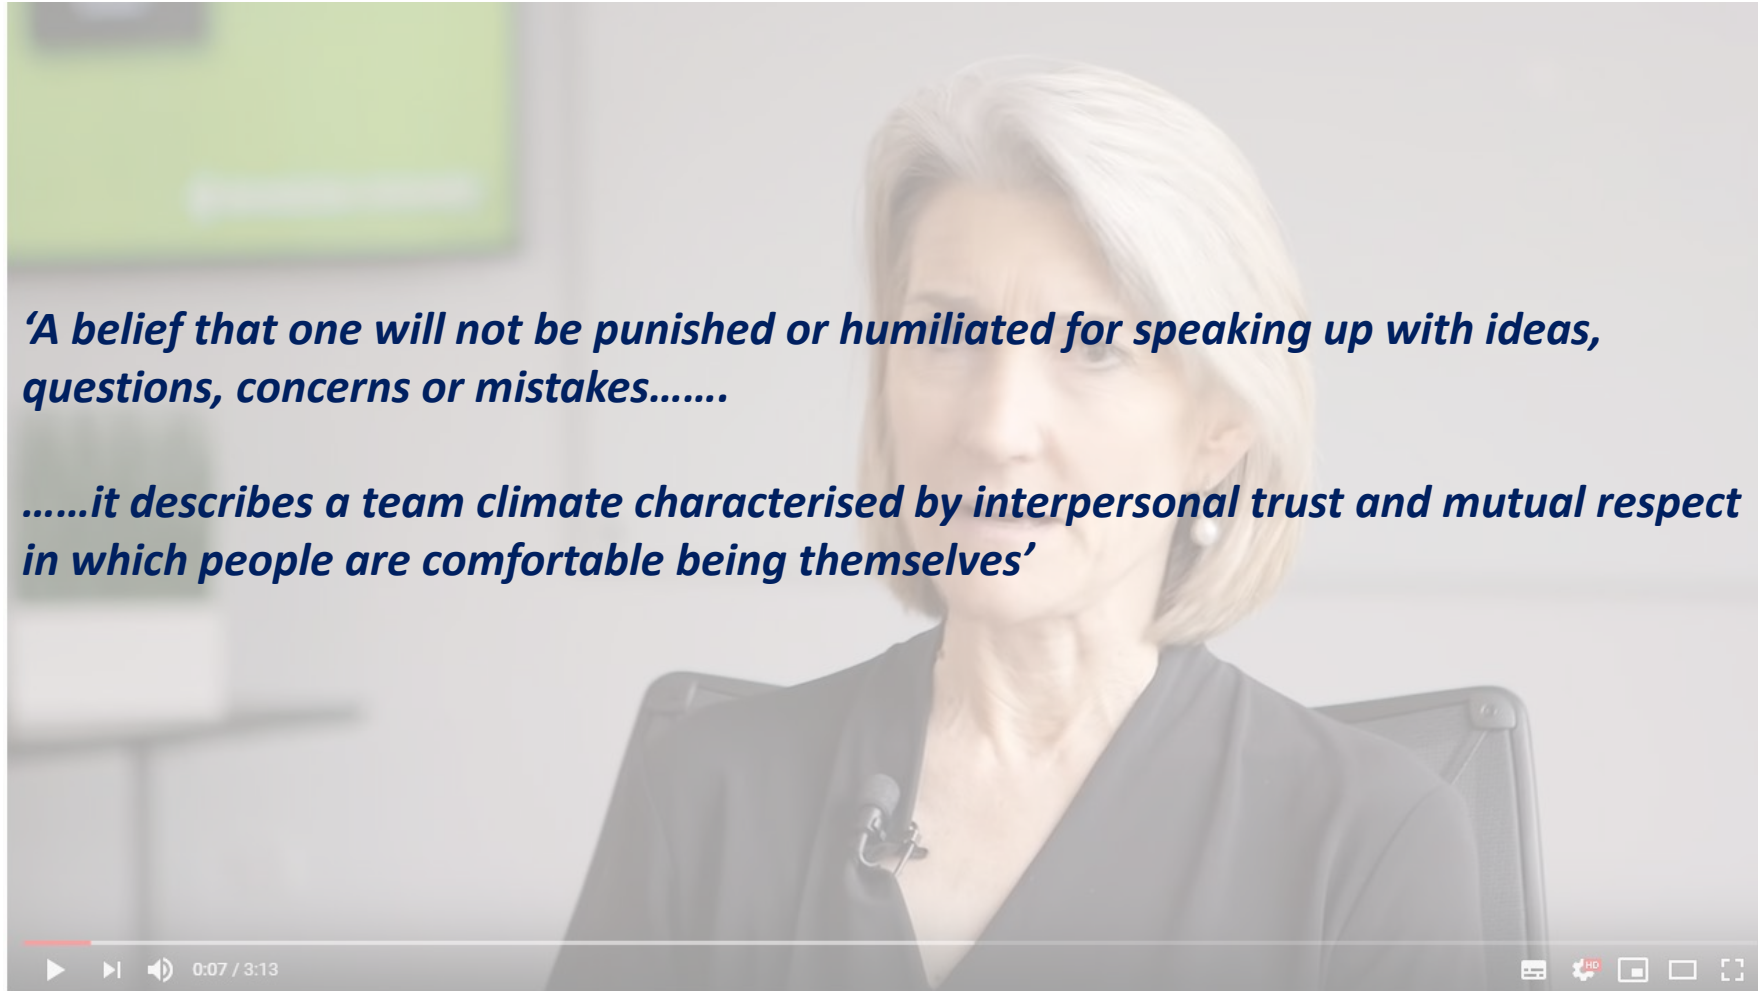 ‘A belief that one will not be punished or humiliated for speaking up with ideas,
questions, concerns or mistakes…….
……it describes a team climate characterised by interpersonal trust and mutual respect
in which people are comfortable being themselves’
0:07 / 3:13
HD